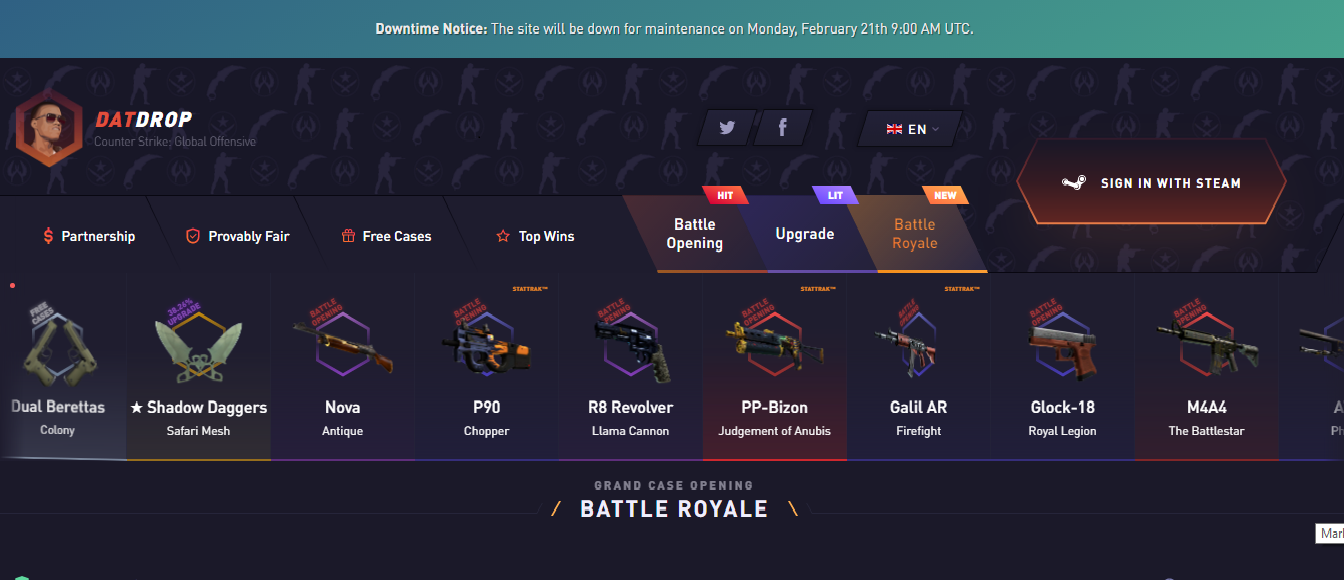 Downtime Notice: The site will be down for maintenance on Monday, February 21th 9:00 AM UTC.
DATDROP
Counter Strike: Global Offensive
EN
SIGN IN WITH STEAM
HIT
LIT
NEW
Partnership
Provably Fair
Free Cases
Top Wins
Battle
Opening
Upgrade
Battle
Royale
FREE
CASES
Dual Berettas
Colony
38.26%
UPGRADE
★ Shadow Daggers
Safari Mesh
BATTLE
OPENING
Nova
Antique
STATTRAK™
BATTLE
OPENING
P90
Chopper
BATTLE
OPENING
R8 Revolver
Llama Cannon
STATTRAK™
BATTLE
OPENING
PP-Bizon
Judgement of Anubis
STATTRAK™
BATTLE
OPENING
Galil AR
Firefight
BATTLE
OPENING
Glock-18
Royal Legion
BATTLE
OPENING
M4A4
The Battlestar
GRAND CASE OPENING
BATTLE ROYALE